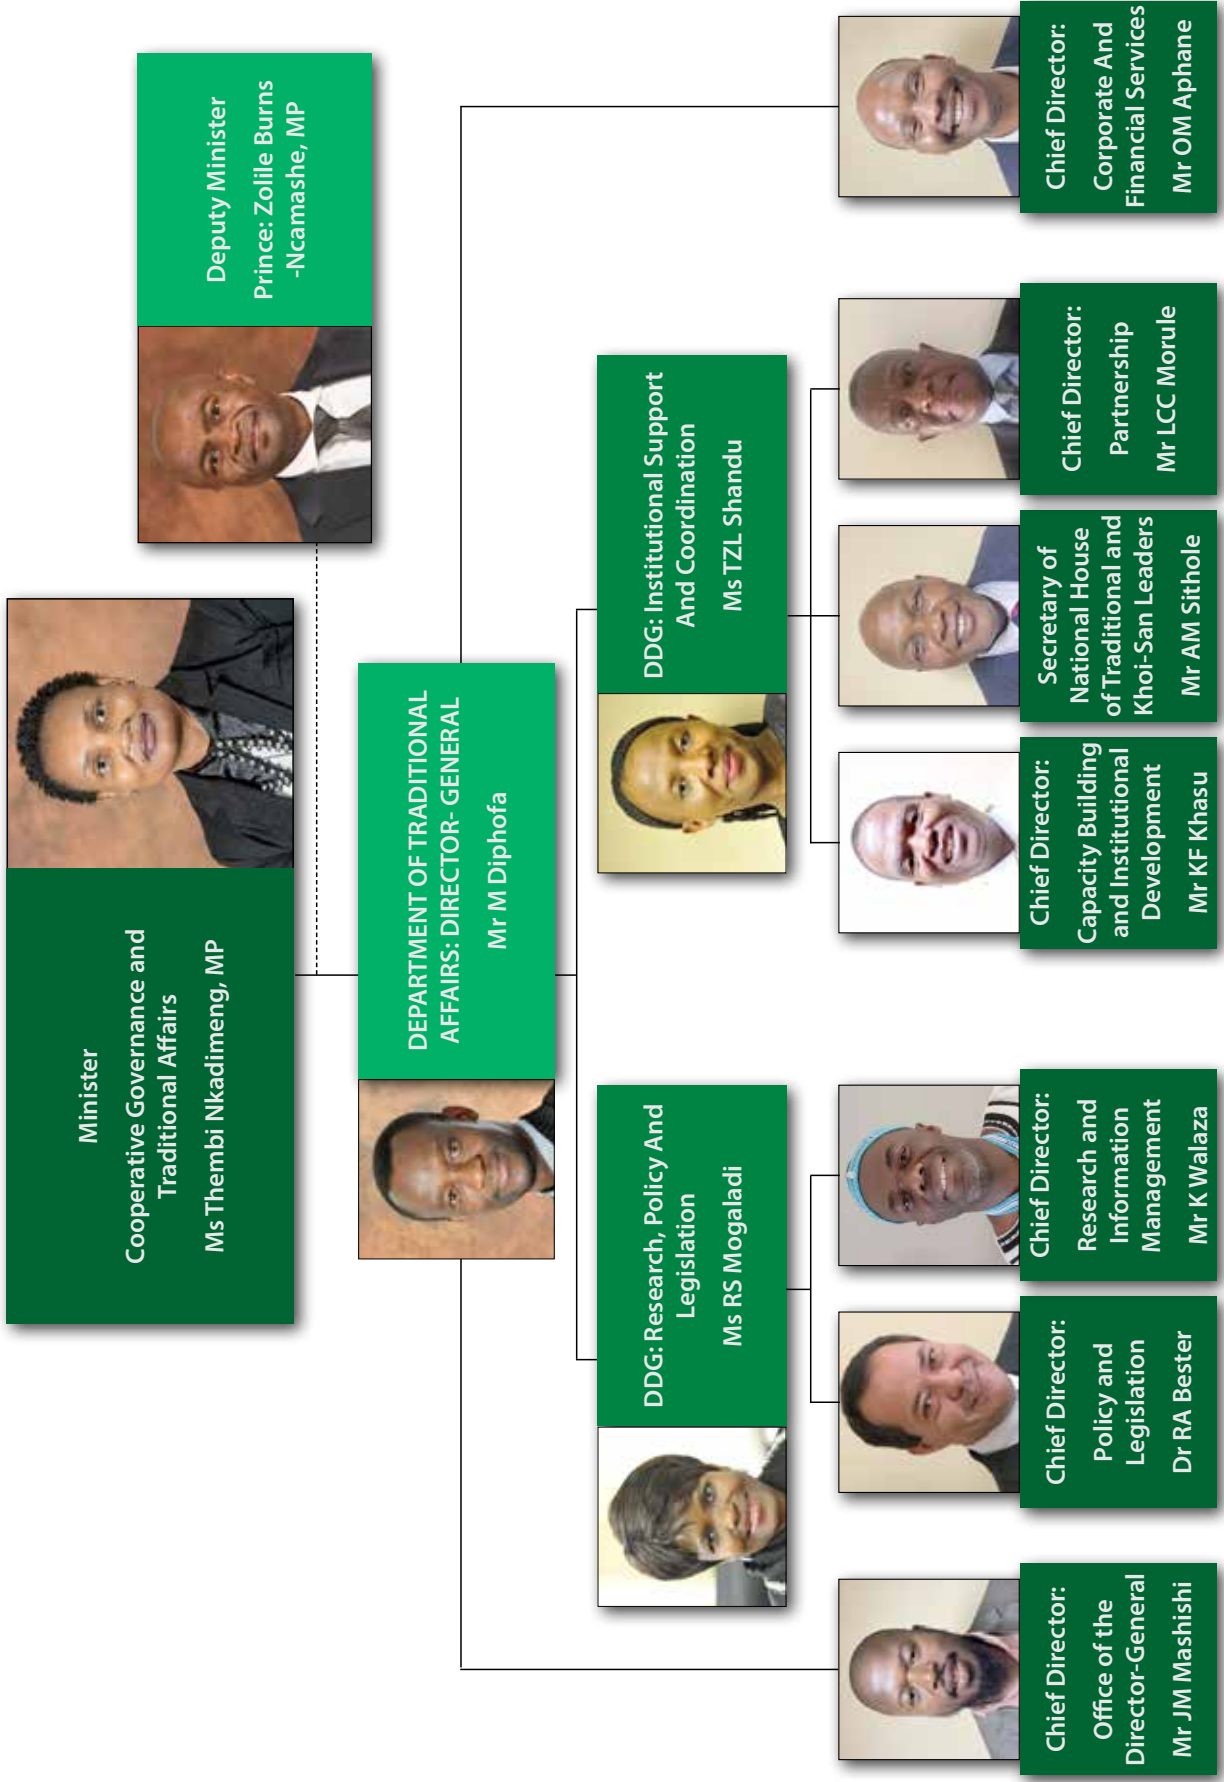 Minister
Cooperative Governance and
Traditional Affairs
Ms Thembi Nkadimeng, MP
Deputy Minister
Prince: Zolile Burns
-Ncamashe, MP
DEPARTMENT OF TRADITIONAL
AFFAIRS: DIRECTOR- GENERAL
Mr M Diphofa
DDG: Research, Policy And
Legislation
Ms RS Mogaladi
DDG: Institutional Support
And Coordination
Ms TZL Shandu
Chief Director:
Office of the
Director-General
Mr JM Mashishi
Chief Director:
Policy and
Legislation
Dr RA Bester
Chief Director:
Research and
Information
Management
Mr K Walaza
Chief Director:
Capacity Building
and Institutional
Development
Mr KF Khasu
Secretary of
National House
of Traditional and
Khoi-San Leaders
Mr AM Sithole
Chief Director:
Partnership
Mr LCC Morule
Chief Director:
Corporate And
Financial Services
Mr OM Aphane